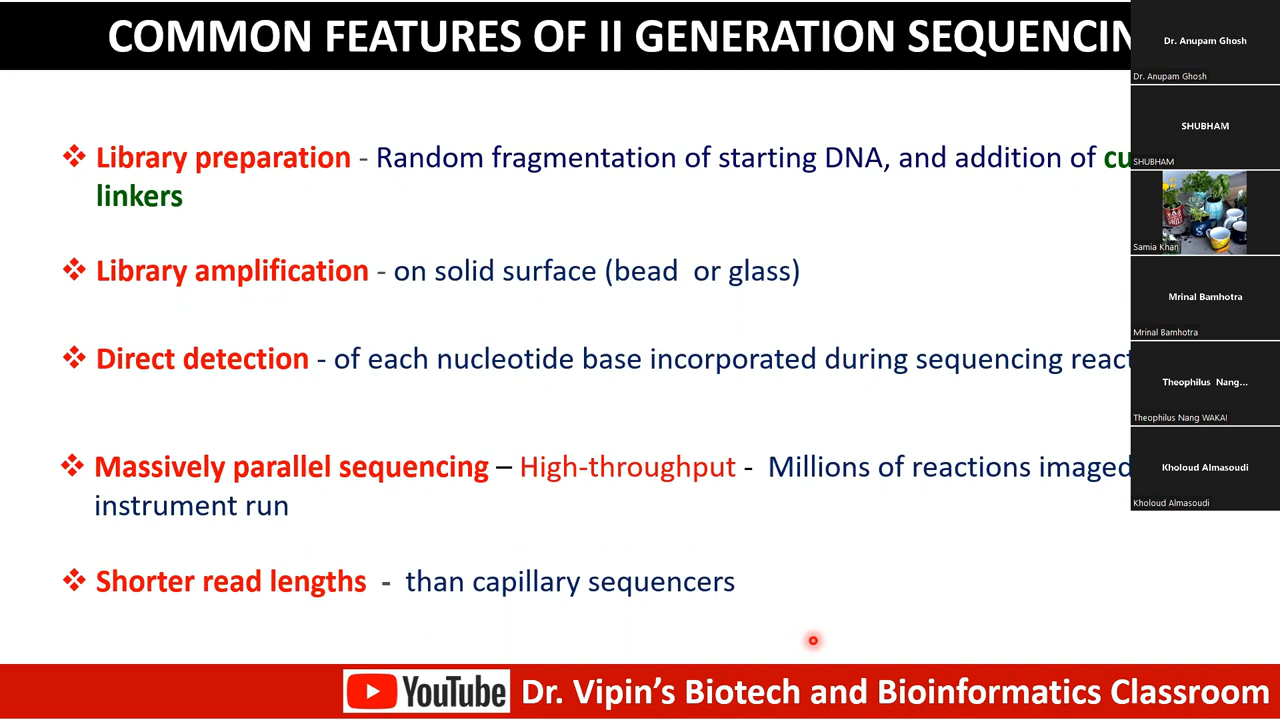 COMMON FEATURES OF II GENERATION
❖ Library preparation - Random fragmentation of starting DNA, and addition of
linkers
❖ Library amplification - on solid surface (bead or glass)
❖ Direct detection - of each nucleotide base incorporated during sequencing
❖ Massively parallel sequencing – High-throughput - Millions of reactions imaged
instrument run
❖ Shorter read lengths - than capillary sequencers
YouTube Dr. Vipin's Biotech and Bioinformatics Classroom
Dr. Anupam Ghosh
Dr. Anupam Ghosh
SHUBHAM
SHUBHAM
Samia Khan
Mrinal Bamhotra
Mrinal Bamhotra
Theophilus Nang...
Theophilus Nang WAKAI
Kholoud Almasoudi
Kholoud Almasoudi